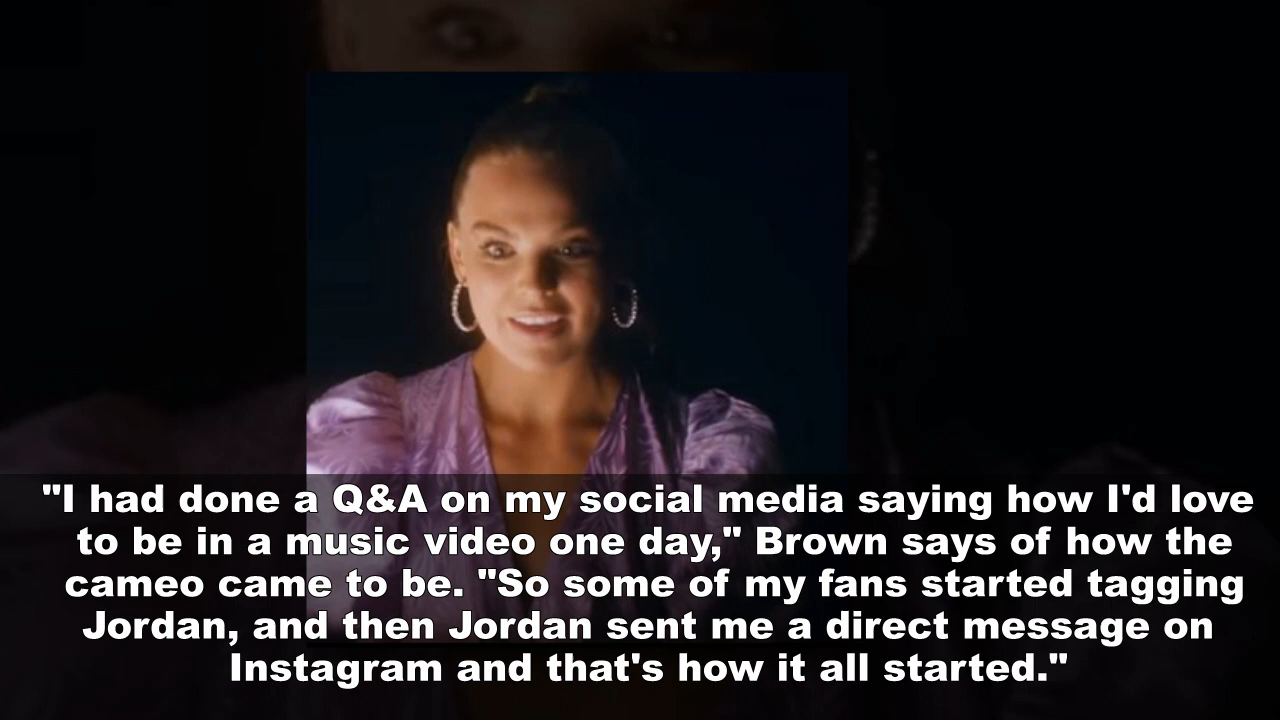 "I had done a Q&A on my social media saying how I'd love
to be in a music video one day," Brown says of how the
cameo came to be. "So some of my fans started tagging
Jordan, and then Jordan sent me a direct message on
Instagram and that's how it all started."